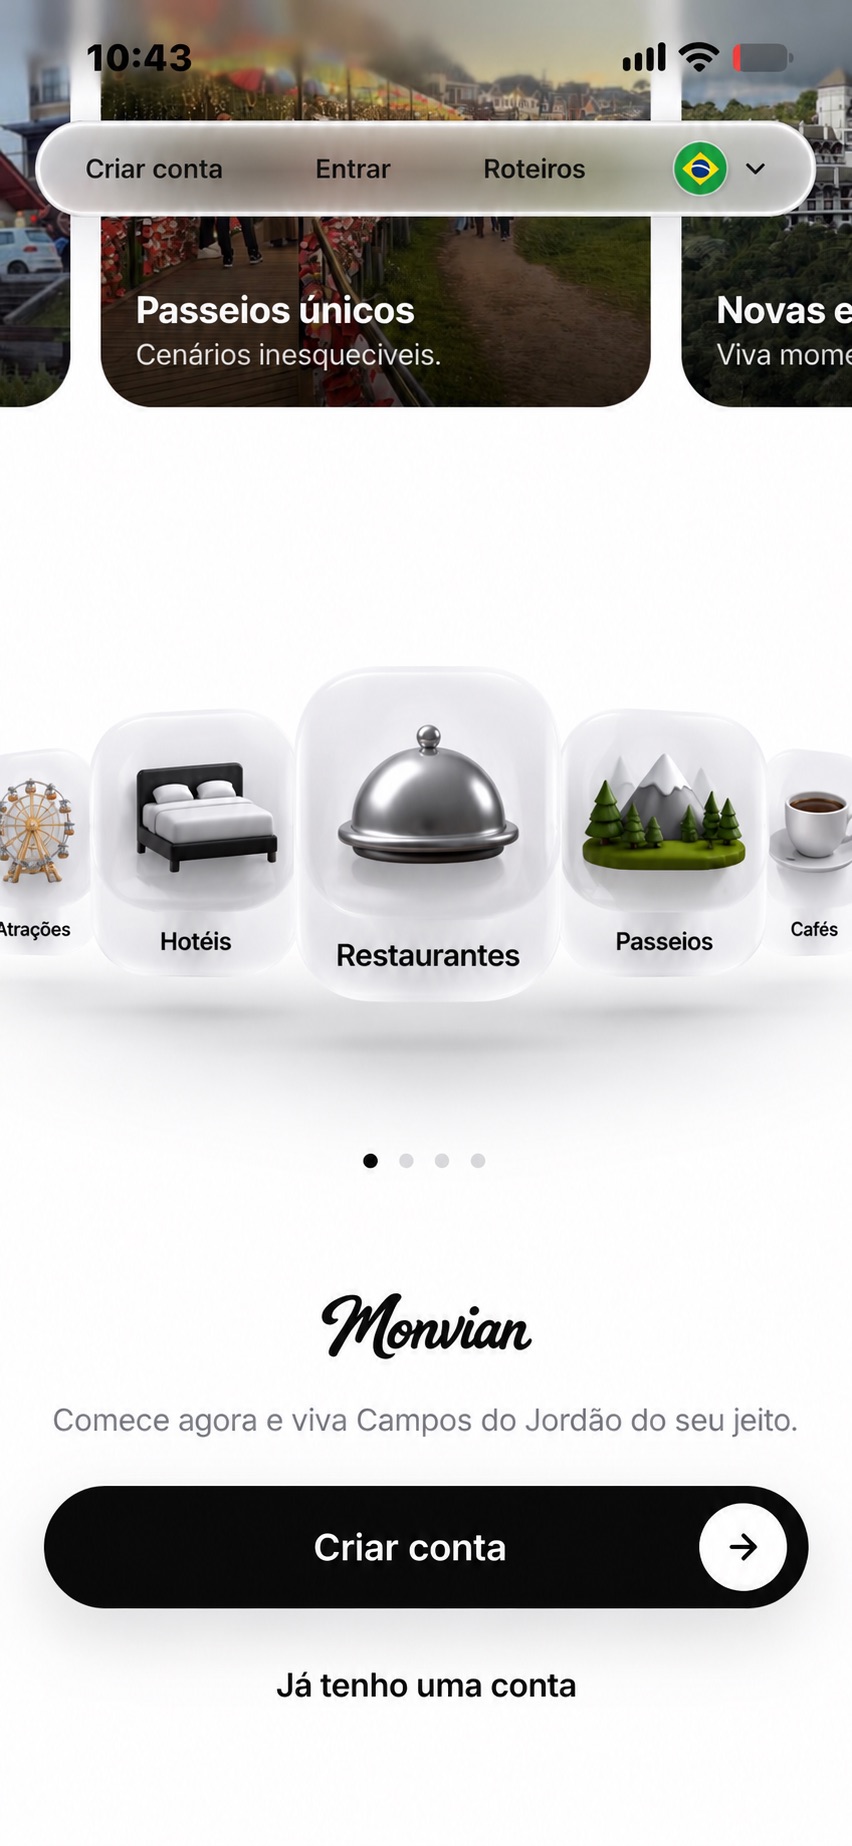 10:43
Criar conta
Entrar
Roteiros
Passeios únicos
Cenários inesqueciveis.
Novas e
Viva mome
Atrações
Hotéis
Restaurantes
Passeios
Cafés
Monvian
Comece agora e viva Campos do Jordão do seu jeito.
Criar conta
Já tenho uma conta